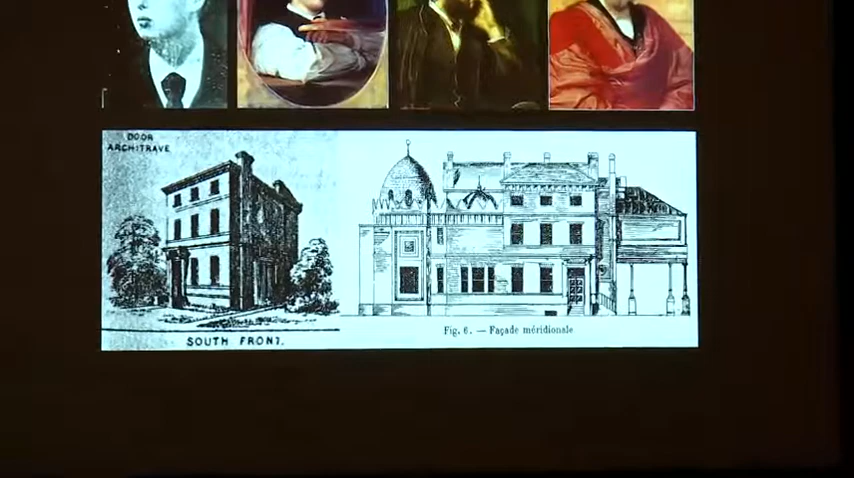 DOOR
ARCHITRAVE
SOUTH FRONT.
Fig. 6. — Façade méridionale